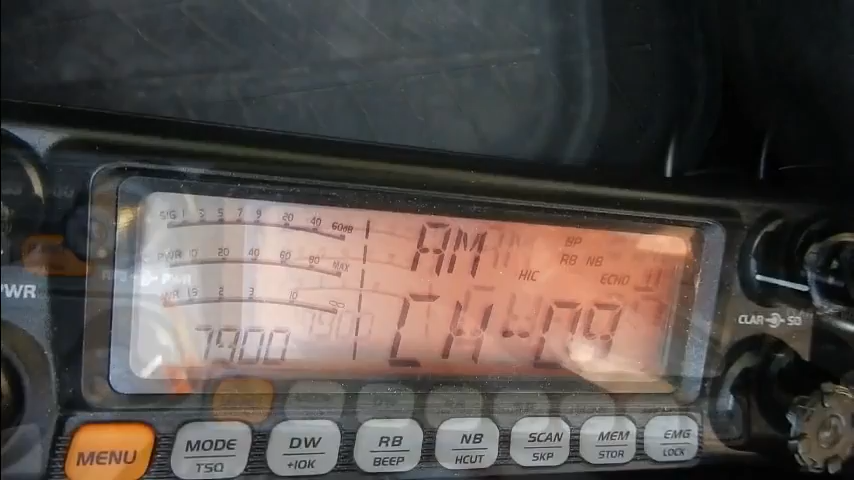 SIG 1 3 5 7 9 20 40 60dB
AM
BP
RB NB
PWR 10 20 40 60 80 MAX
HIC
ECHO
1.5 2 3 10 ∞
7900
CH-09
PWR
CLAR SQ
MENU
MODE
TSQ
DW
+10K
RB
BEEP
NB
HCUT
SCAN
SKP
MEM
STOR
EMG
LOCK